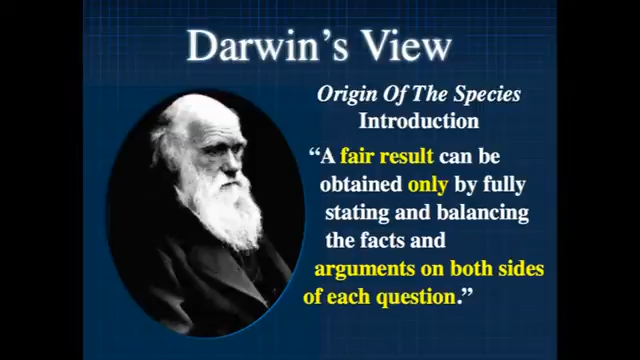 Darwin's View
Origin Of The Species
Introduction
“A fair result can be
obtained only by fully
stating and balancing
the facts and
arguments on both sides
of each question.”